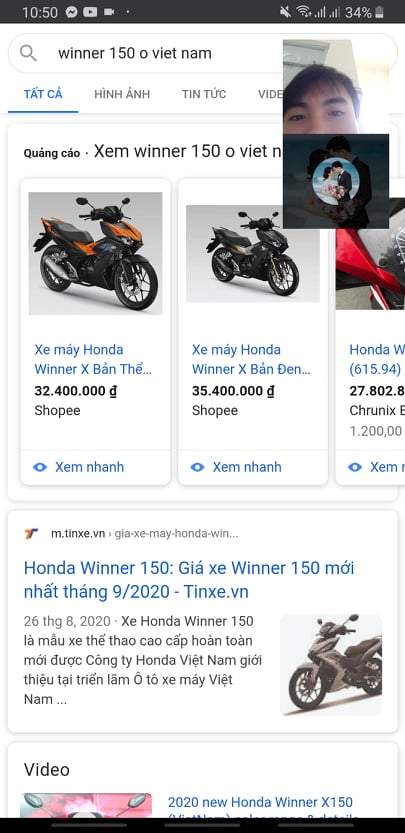 10:50
34%
winner 150 o viet nam
TẤT CẢ
HÌNH ẢNH
TIN TỨC
Quảng cáo · Xem winner 150 o viet
Xe máy Honda
Winner X Bản Thể...
32.400.000 ₫
Shopee
Xem nhanh
Xe máy Honda
Winner X Bản Đen...
35.400.000 ₫
Shopee
Xem nhanh
Honda W
(615.94)
27.802.8
Chrunix
1.200,00
Xem
m.tinxe.vn › gia-xe-may-honda-win...
Honda Winner 150: Giá xe Winner 150 mới
nhất tháng 9/2020 - Tinxe.vn
26 thg 8, 2020 · Xe Honda Winner 150
là mẫu xe thể thao cao cấp hoàn toàn
mới được Công ty Honda Việt Nam giới
thiệu tại triển lãm Ô tô xe máy Việt
Nam ...
Video
2020 new Honda Winner X150